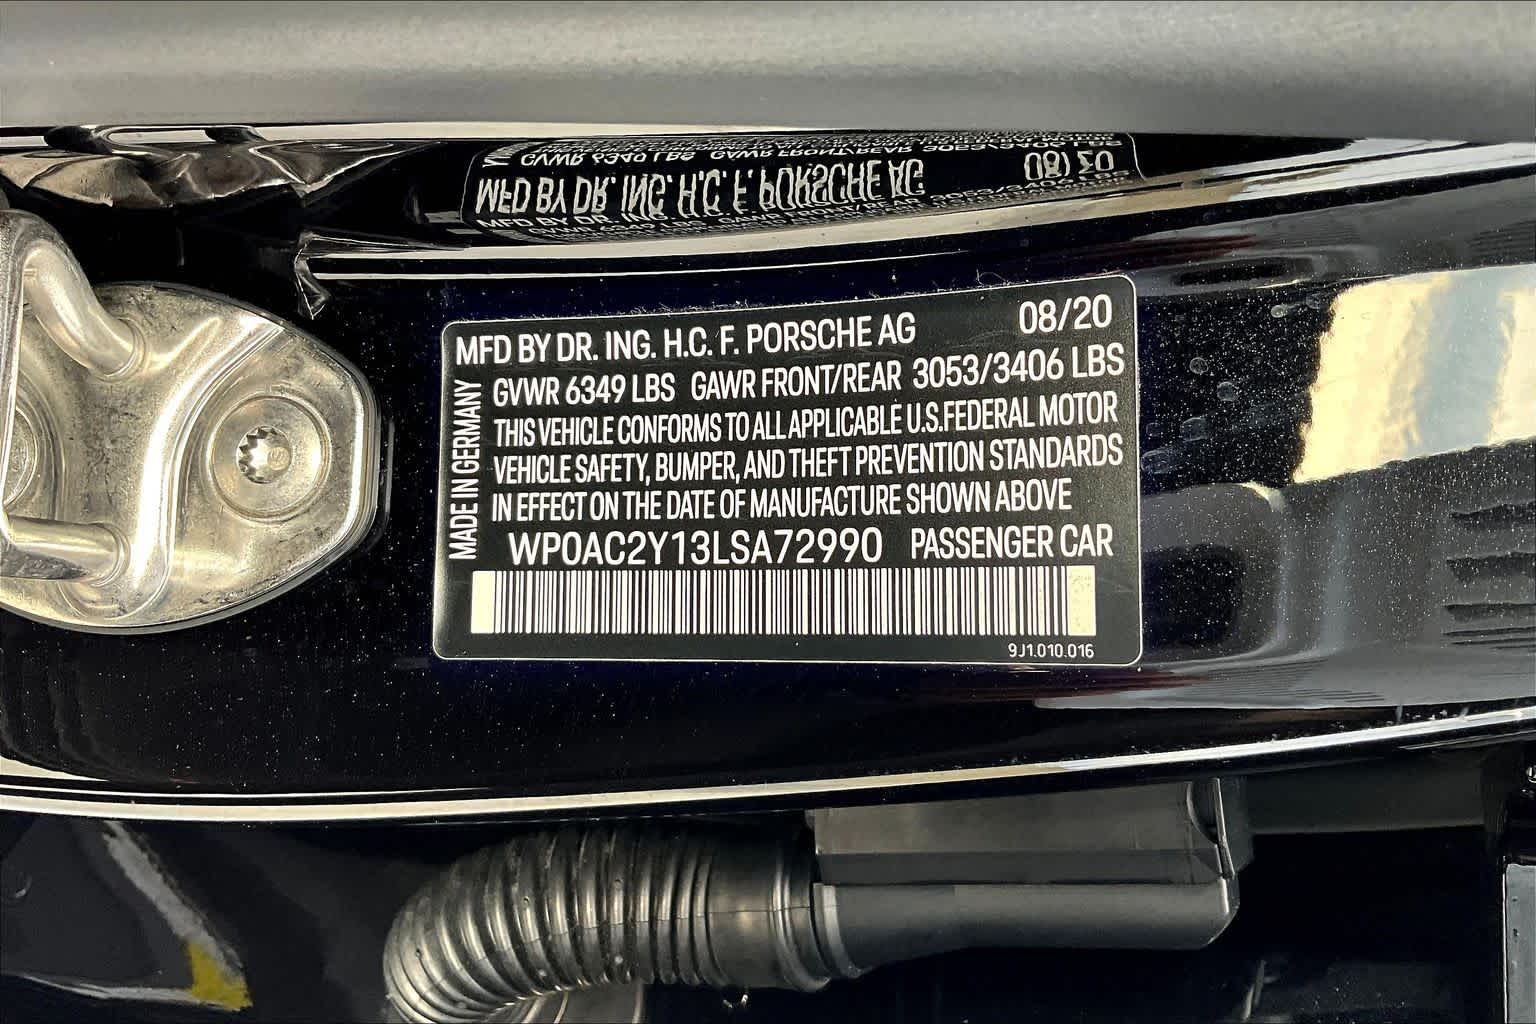 MFD BY DR. ING. H.C. F. PORSCHE AG 08/20
GVWR 6349 LBS GAWR FRONT/REAR 3053/3406 LBS
THIS VEHICLE CONFORMS TO ALL APPLICABLE U.S.FEDERAL MOTOR
VEHICLE SAFETY, BUMPER, AND THEFT PREVENTION STANDARDS
IN EFFECT ON THE DATE OF MANUFACTURE SHOWN ABOVE
WP0AC2Y13LSA72990 PASSENGER CAR
9J1.010.016
MADE IN GERMANY